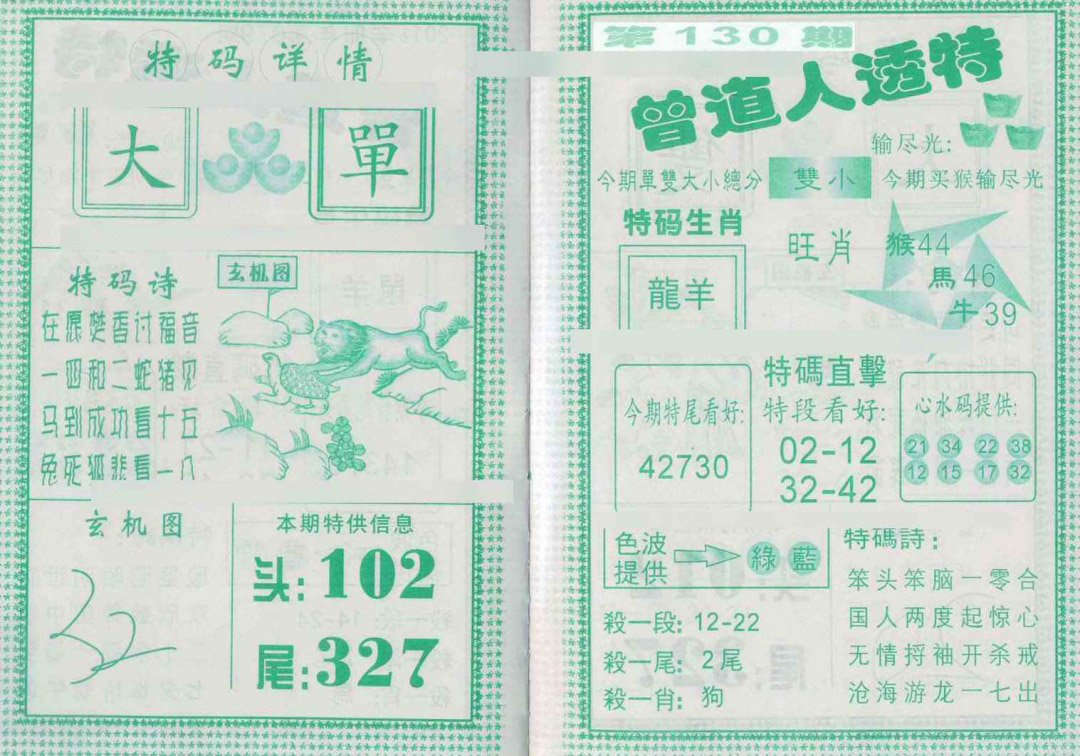 特码详情
大 單
特码诗
玄机图
在愿焚香讨福音
一四和二蛇猪见
马到成功看十五
兔死狐悲看一八
玄机图
本期特供信息
头:102
尾:327
第130期
曾道人透特
输尽光:
今期單雙大小總分 雙小 今期买猴输尽光
特码生肖
龍羊
旺肖
猴44
馬46
牛39
特碼直擊
今期特尾看好:
42730
特段看好:
02-12
32-42
心水码提供:
21 34 22 38
12 15 17 32
色波
提供
綠 藍
殺一段: 12-22
殺一尾: 2尾
殺一肖: 狗
特碼詩:
笨头笨脑一零合
国人两度起惊心
无情捋袖开杀戒
沧海游龙一七出